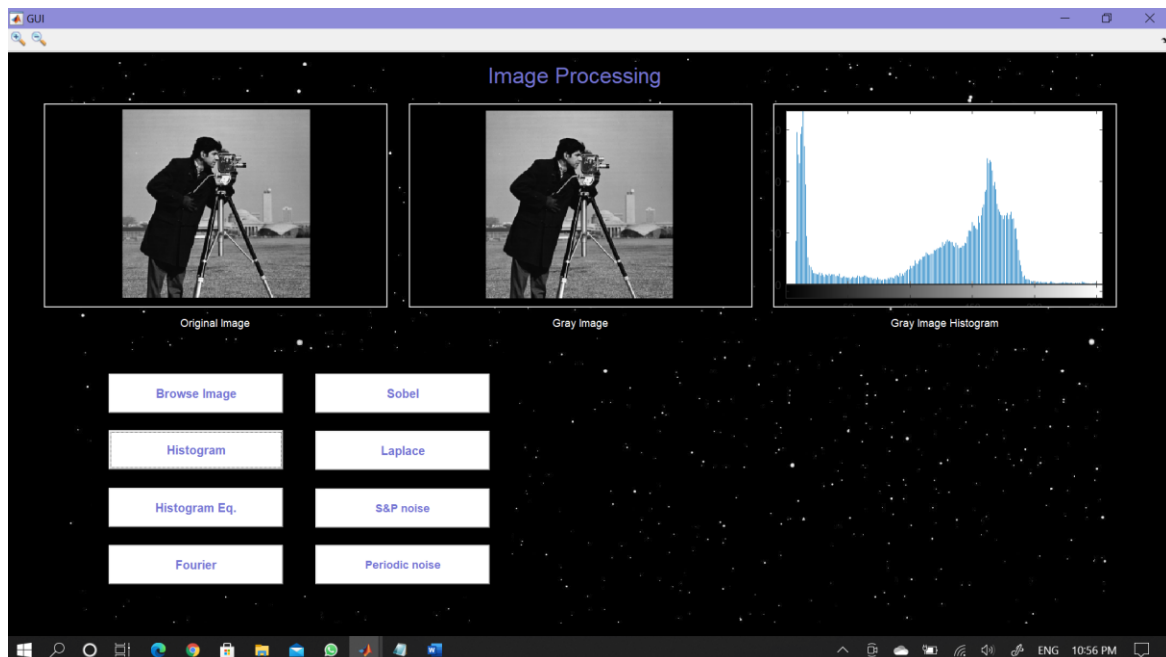 GUI
Image Processing
Original Image
Gray Image
Gray Image Histogram
Browse Image
Sobel
Histogram
Laplace
Histogram Eq.
S&P noise
Fourier
Periodic noise
ENG 10:56 PM